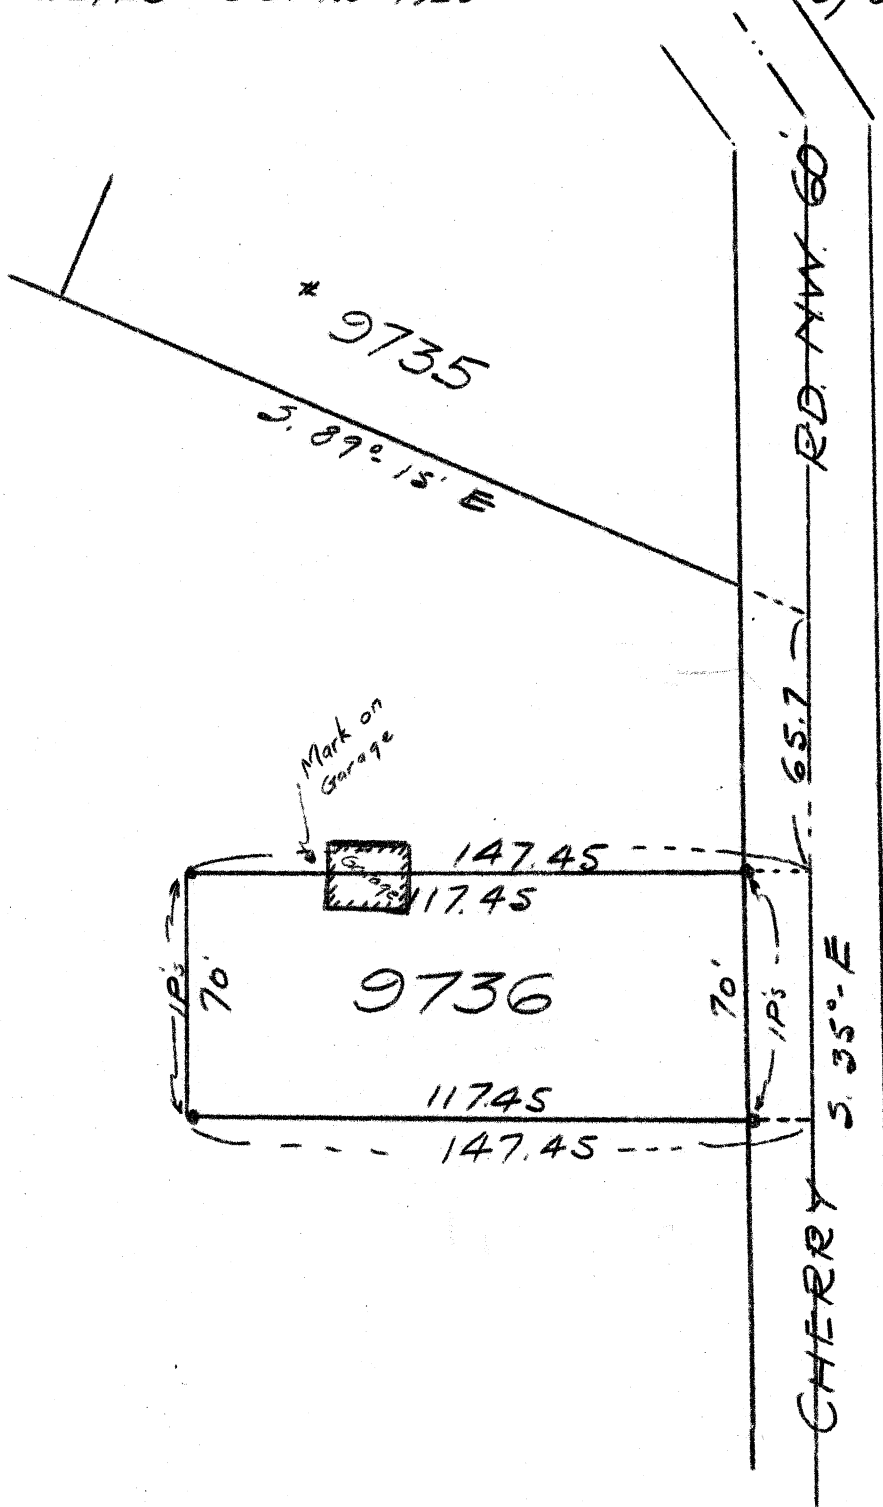 RD. N.W. 60'
# 9735
S. 89° 15' E
65.7
Mark on
Garage
147.45
Garage
117.45
IP's
70'
9736
70'
IP's
S. 35° - E
117.45
147.45
CHERRY